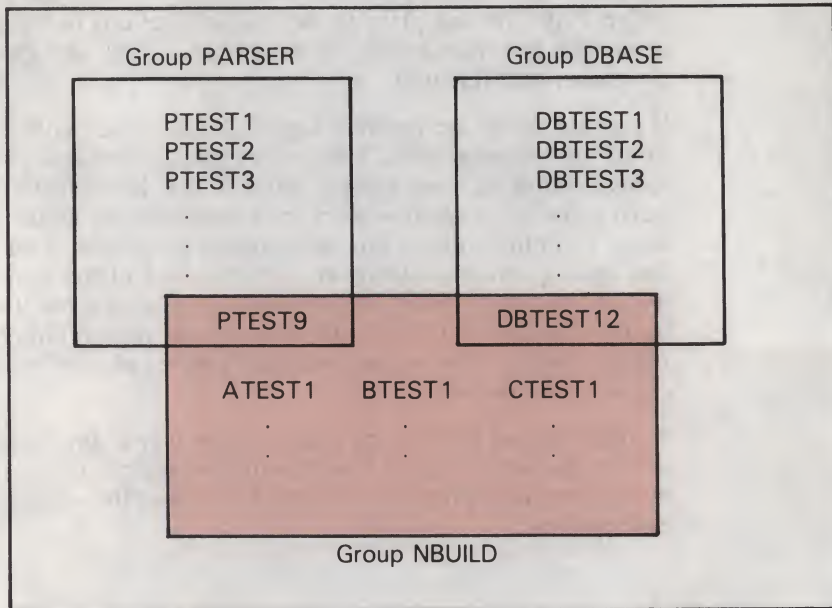 Group PARSER Group DBASE
PTEST1 DBTEST1
PTEST2 DBTEST2
PTEST3 DBTEST3
. .
. .
PTEST9 DBTEST12
ATEST1 BTEST1 CTEST1
. . .
. . .
Group NBUILD